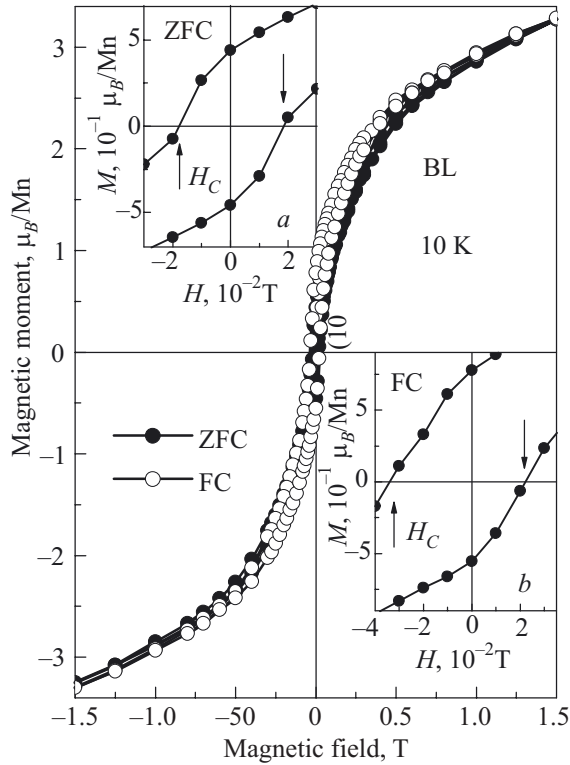 3
2
1
0
−1
−2
−3
Magnetic moment, μB/Mn
−1.5
−1.0
−50
0
0.5
1.0
1.5
Magnetic field, T
BL
10 K
(10
ZFC
FC
ZFC
5
0
−5
M, 10⁻¹ μB/Mn
HC
a
−2
0
2
H, 10⁻²T
FC
5
0
−5
M, 10⁻¹ μB/Mn
HC
b
−4
−2
0
2
H, 10⁻²T